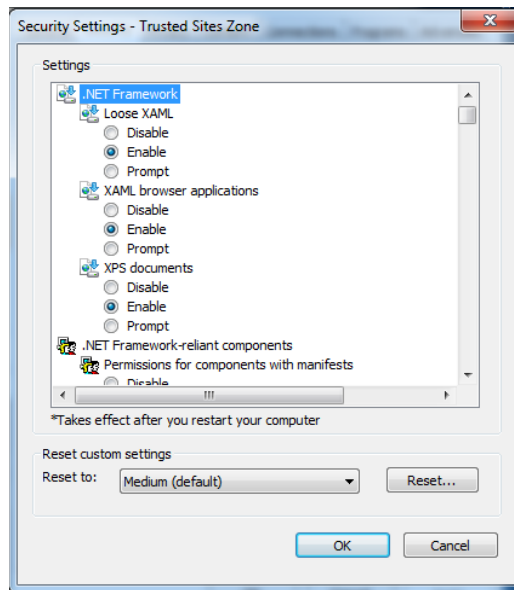 Security Settings - Trusted Sites Zone
Settings
.NET Framework
Loose XAML
Disable
Enable
Prompt
XAML browser applications
Disable
Enable
Prompt
XPS documents
Disable
Enable
Prompt
.NET Framework-reliant components
Permissions for components with manifests
Disable
*Takes effect after you restart your computer
Reset custom settings
Reset to: Medium (default) Reset...
OK Cancel